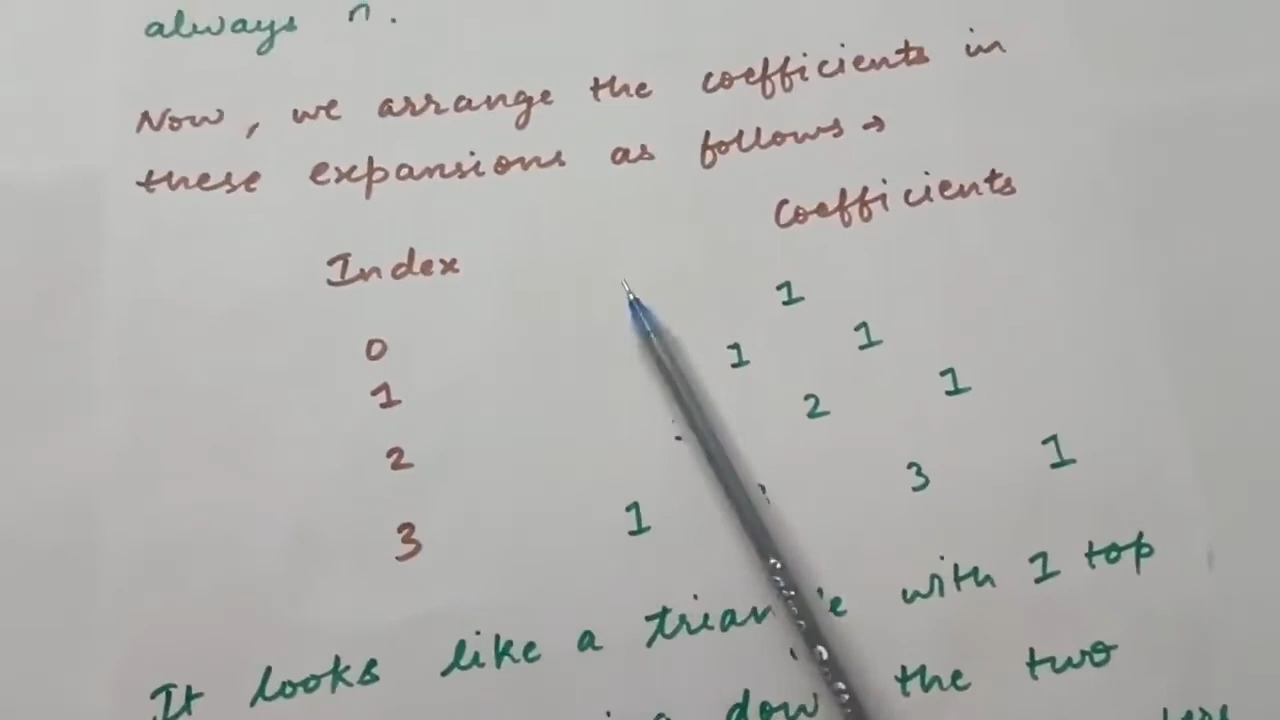 always n.
Now, we arrange the coefficients in
these expansions as follows →
Index Coefficients
0 1
1 1 1
2 2 1
3 1 3 1
It looks like a with 1 top
the two